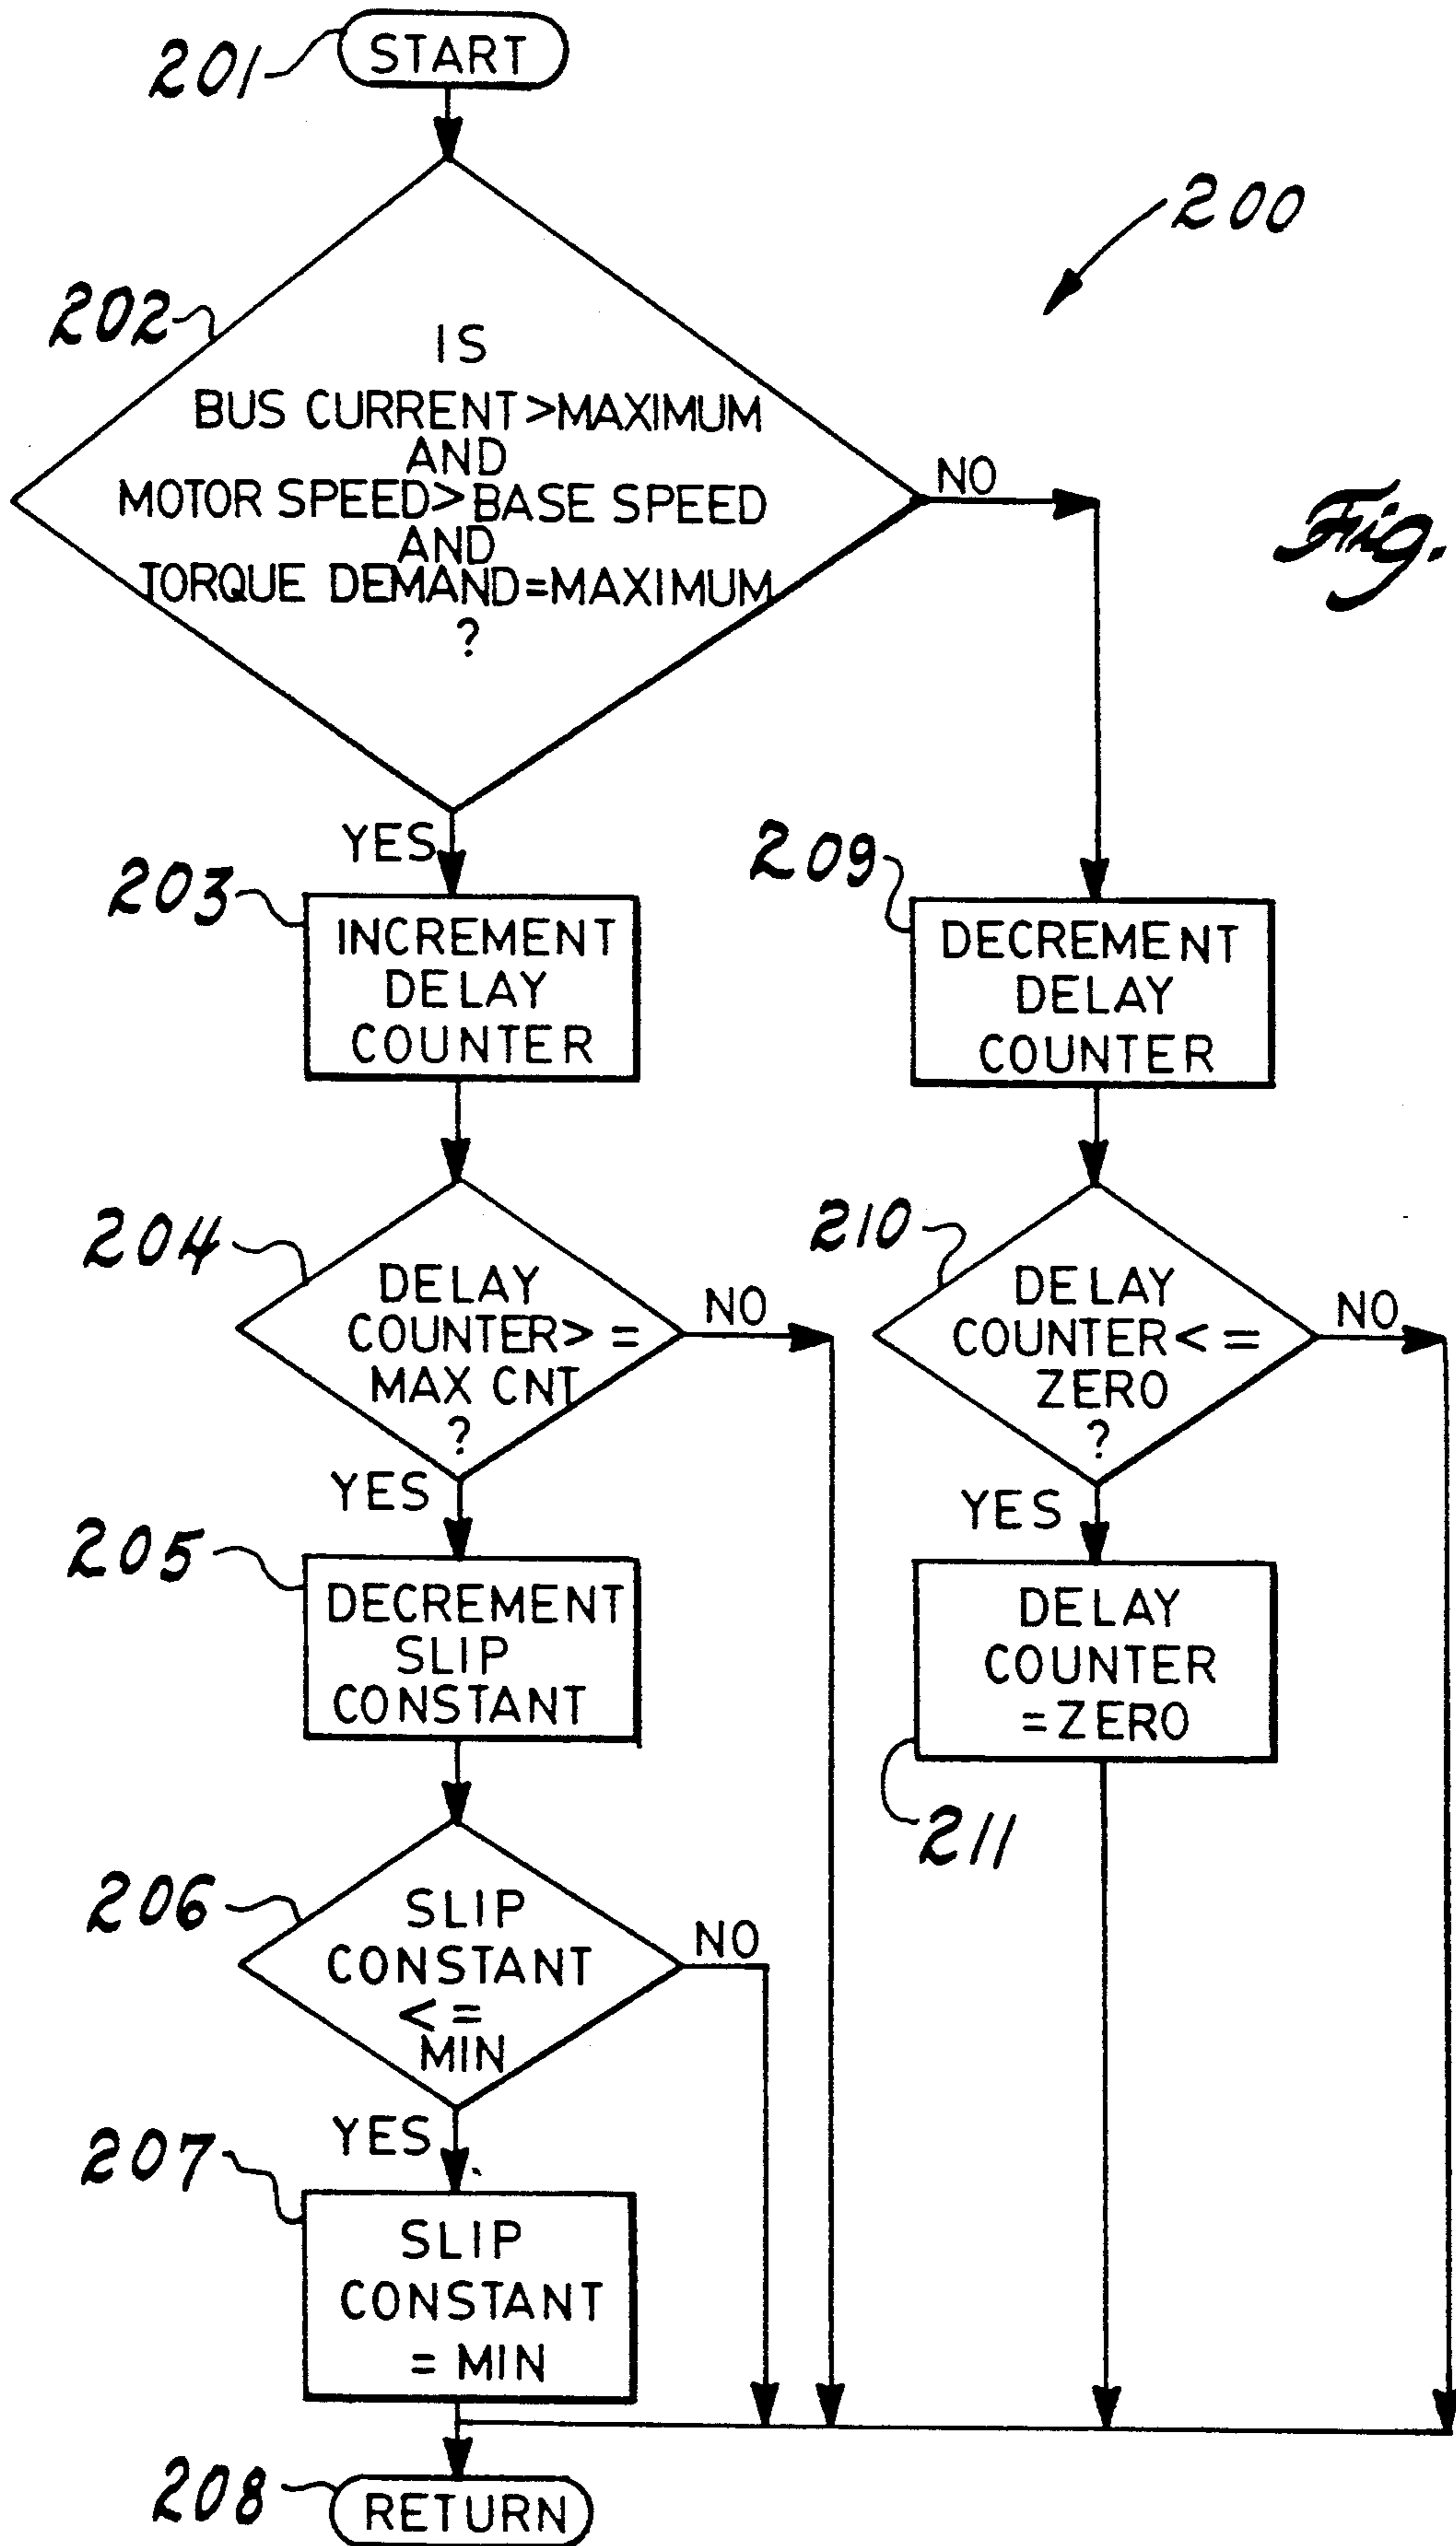 201
START
200
202
IS
BUS CURRENT>MAXIMUM
AND
MOTOR SPEED>BASE SPEED
AND
TORQUE DEMAND=MAXIMUM
?
NO
Fig.
YES
203
INCREMENT
DELAY
COUNTER
209
DECREMENT
DELAY
COUNTER
204
DELAY
COUNTER>=
MAX CNT
?
NO
210
DELAY
COUNTER<=
ZERO
?
NO
YES
205
DECREMENT
SLIP
CONSTANT
YES
DELAY
COUNTER
=ZERO
211
206
SLIP
CONSTANT
<=
MIN
NO
YES
207
SLIP
CONSTANT
=MIN
208
RETURN